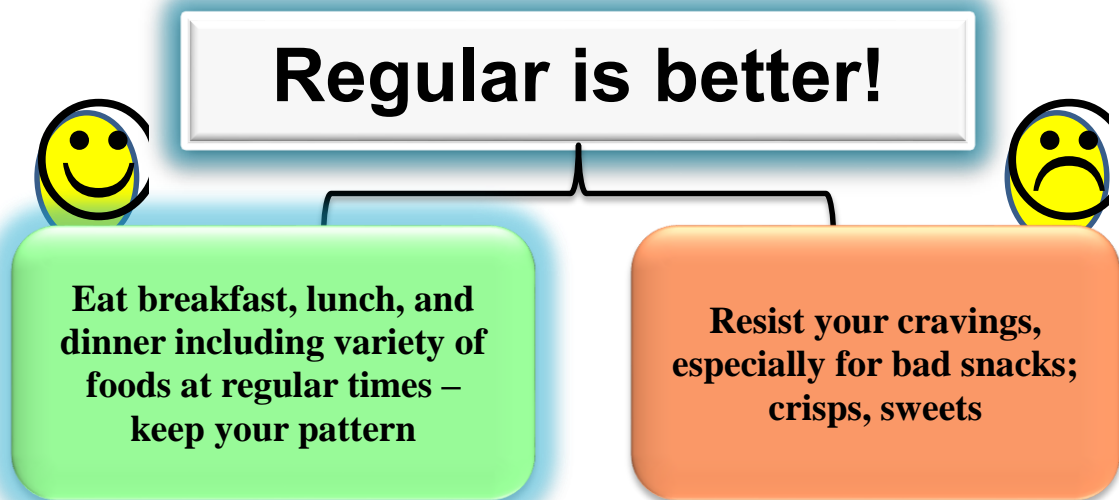 Regular is better!
Eat breakfast, lunch, and
dinner including variety of
foods at regular times –
keep your pattern
Resist your cravings,
especially for bad snacks;
crisps, sweets